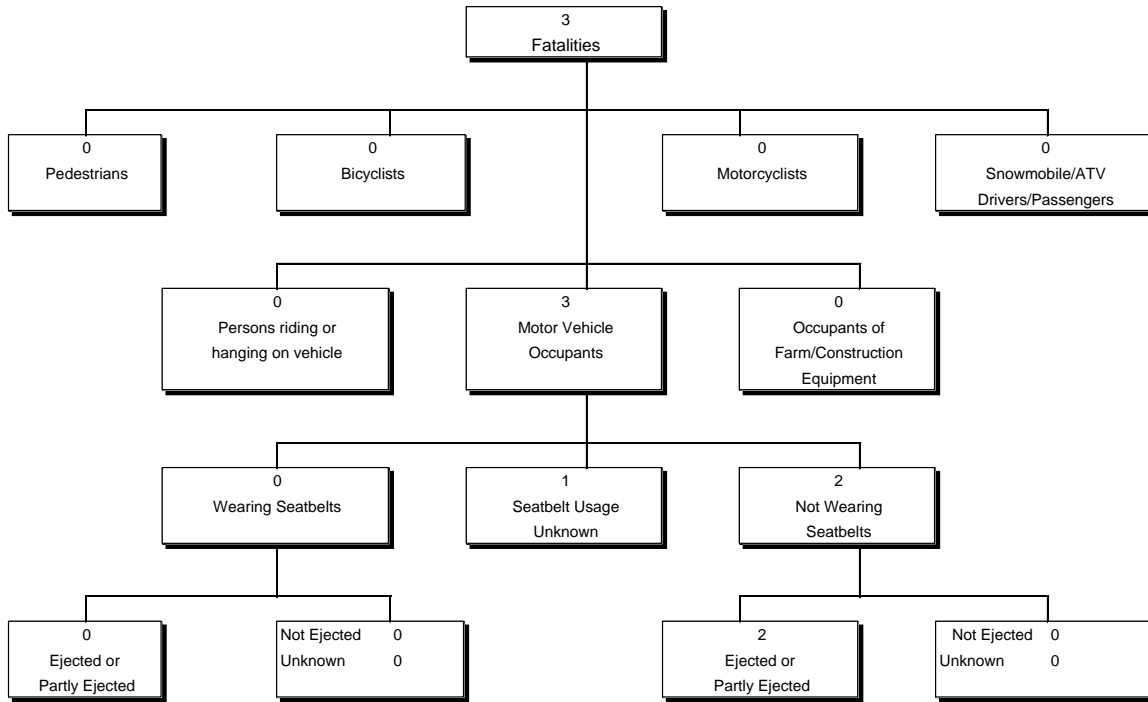 3
Fatalities
0
Pedestrians
0
Bicyclists
0
Motorcyclists
0
Snowmobile/ATV
Drivers/Passengers
0
Persons riding or
hanging on vehicle
3
Motor Vehicle
Occupants
0
Occupants of
Farm/Construction
Equipment
0
Wearing Seatbelts
1
Seatbelt Usage
Unknown
2
Not Wearing
Seatbelts
0
Ejected or
Partly Ejected
Not Ejected 0
Unknown 0
2
Ejected or
Partly Ejected
Not Ejected 0
Unknown 0